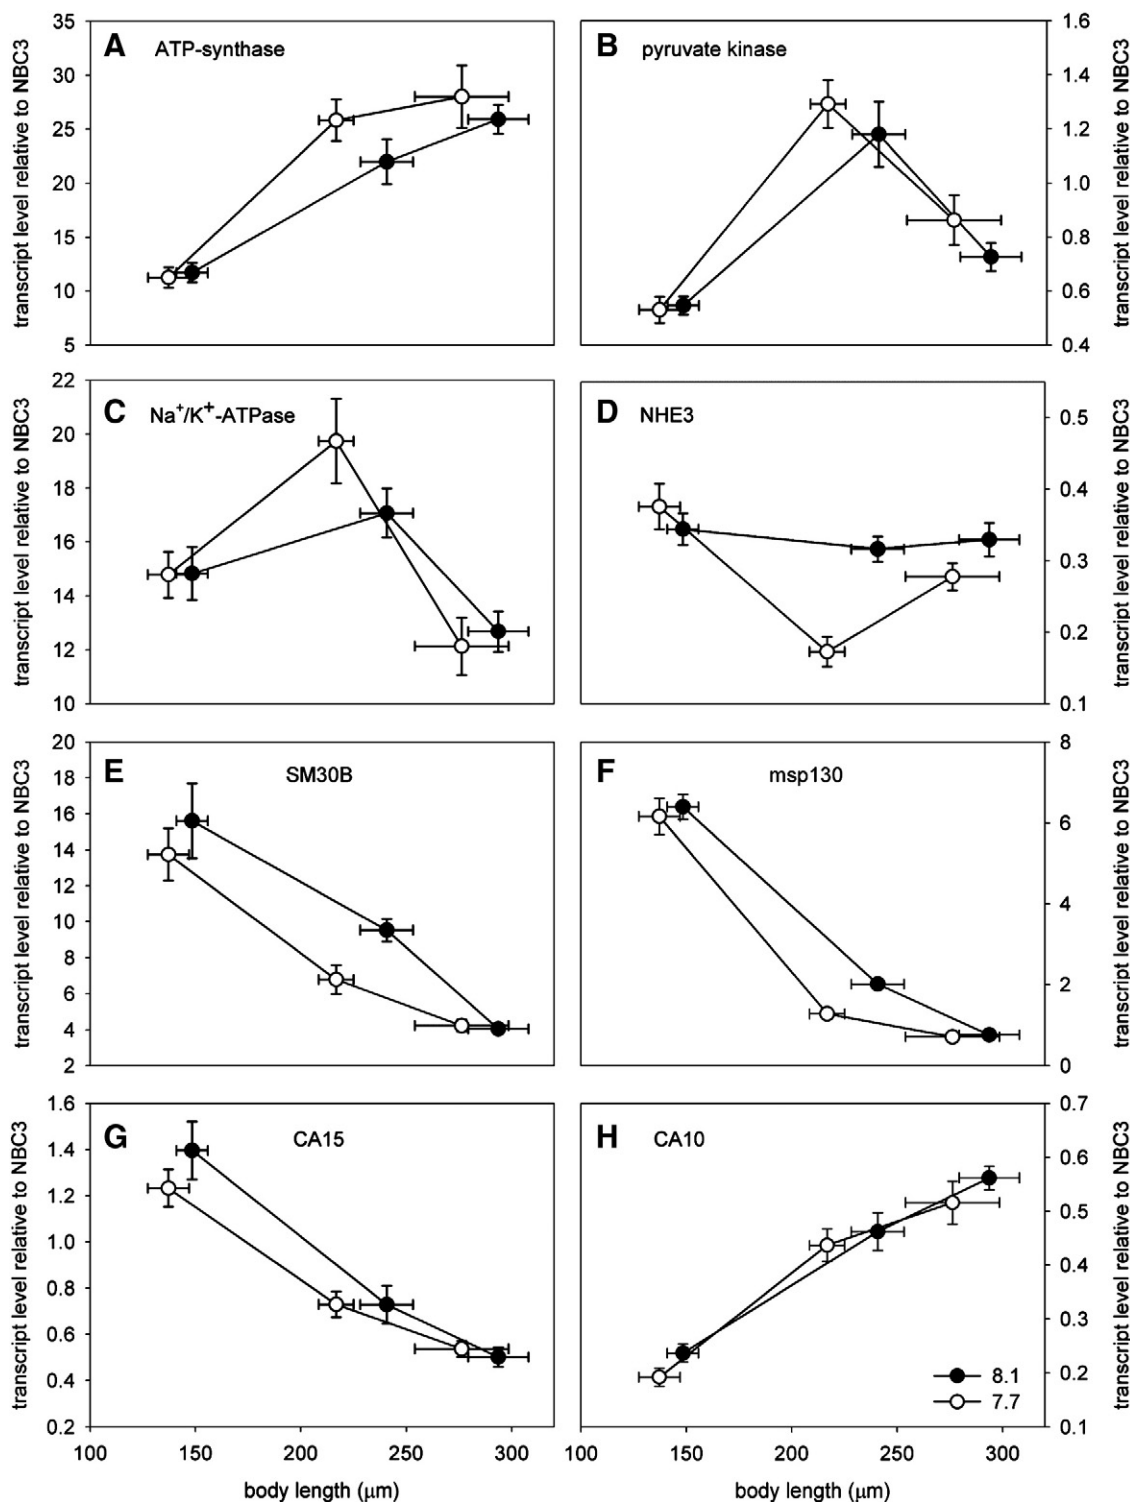 A ATP-synthase
35
30
25
20
15
10
5
transcript level relative to NBC3
B pyruvate kinase
1.6
1.4
1.2
1.0
0.8
0.6
0.4
transcript level relative to NBC3
C Na+/K+-ATPase
22
20
18
16
14
12
10
transcript level relative to NBC3
D NHE3
0.5
0.4
0.3
0.2
0.1
transcript level relative to NBC3
E SM30B
20
18
16
14
12
10
8
6
4
2
transcript level relative to NBC3
F msp130
8
6
4
2
0
transcript level relative to NBC3
G CA15
1.6
1.4
1.2
1.0
0.8
0.6
0.4
0.2
transcript level relative to NBC3
100 150 200 250 300
body length (μm)
H CA10
0.7
0.6
0.5
0.4
0.3
0.2
0.1
transcript level relative to NBC3
8.1
7.7
100 150 200 250 300
body length (μm)